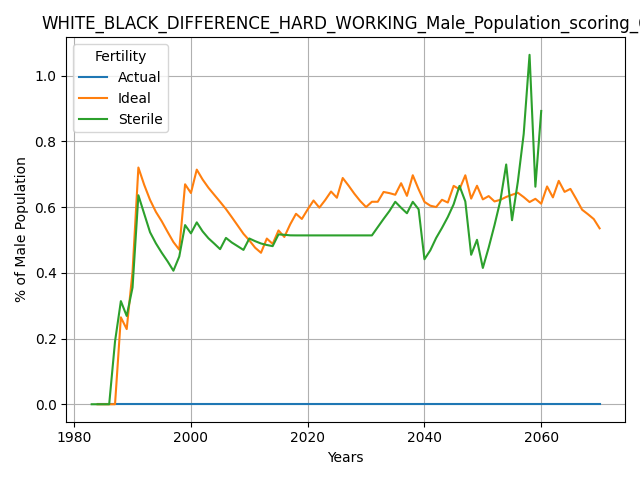 WHITE_BLACK_DIFFERENCE_HARD_WORKING_Male_Population_scoring_
Fertility
Actual
Ideal
Sterile
% of Male Population
1.0
0.8
0.6
0.4
0.2
0.0
1980 2000 2020 2040 2060
Years